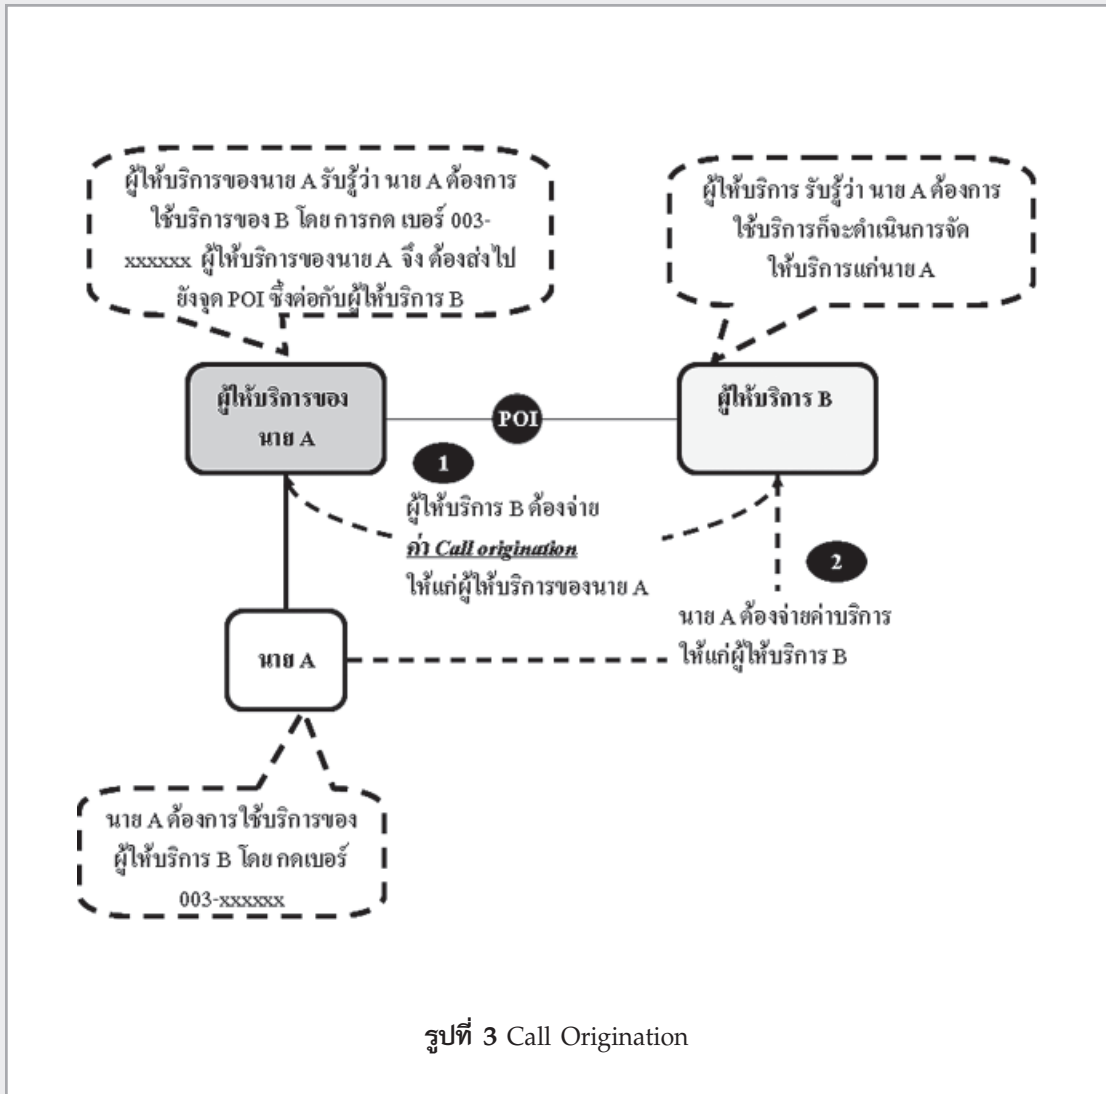 ผู้ให้บริการของนาย A รับรู้ว่า นาย A ต้องการ
ใช้บริการของ B โดย การกด เบอร์ 003-
xxxxxx ผู้ให้บริการของนาย A จึง ต้องส่งไป
ยังจุด POI ซึ่งต่อกับผู้ให้บริการ B
ผู้ให้บริการ รับรู้ว่า นาย A ต้องการ
ใช้บริการก็จะดำเนินการจัด
ให้บริการแก่นาย A
ผู้ให้บริการของ
นาย A
POI
ผู้ให้บริการ B
1
ผู้ให้บริการ B ต้องจ่าย
ค่า Call origination
ให้แก่ผู้ให้บริการของนาย A
2
นาย A ต้องจ่ายค่าบริการ
ให้แก่ผู้ให้บริการ B
นาย A
นาย A ต้องการใช้บริการของ
ผู้ให้บริการ B โดย กดเบอร์
003-xxxxxx
รูปที่ 3 Call Origination